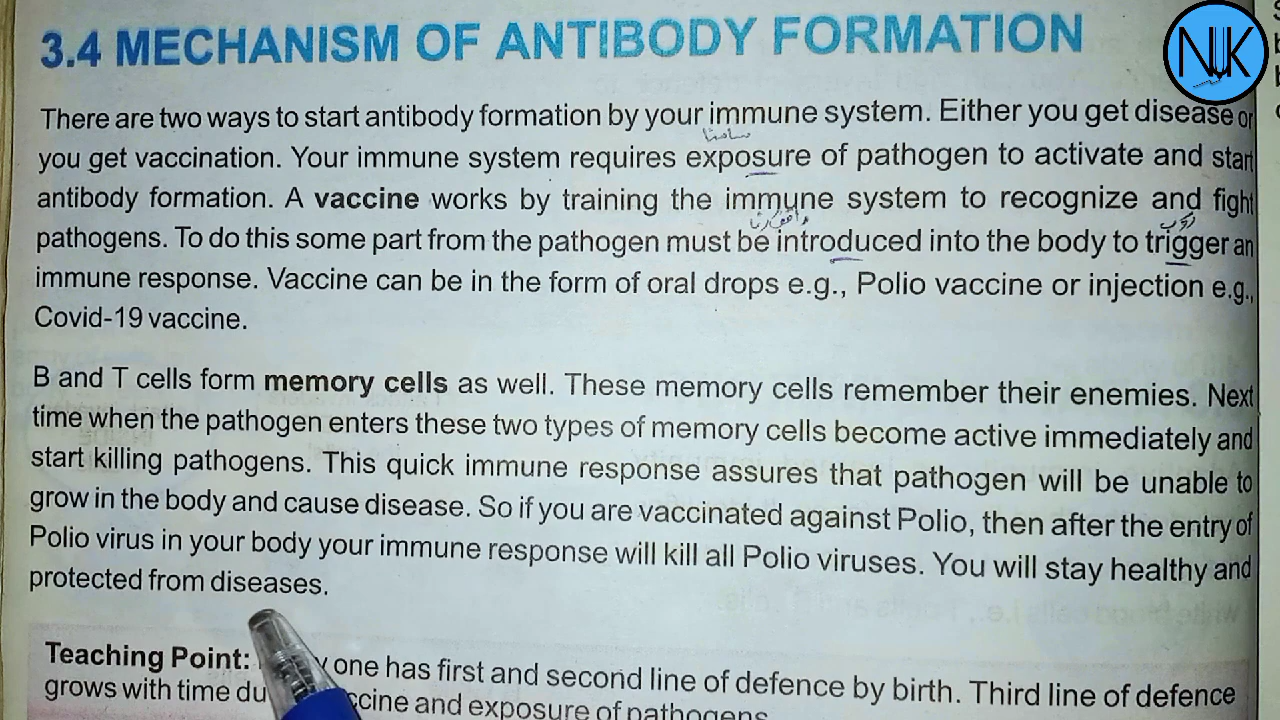 3.4 MECHANISM OF ANTIBODY FORMATION
NUK
There are two ways to start antibody formation by your immune system. Either you get disease or
سامنا
you get vaccination. Your immune system requires exposure of pathogen to activate and start
antibody formation. A vaccine works by training the immune system to recognize and fight
pathogens. To do this some part from the pathogen must be introduced into the body to trigger an
immune response. Vaccine can be in the form of oral drops e.g., Polio vaccine or injection e.g.,
Covid-19 vaccine.
B and T cells form memory cells as well. These memory cells remember their enemies. Next
time when the pathogen enters these two types of memory cells become active immediately and
start killing pathogens. This quick immune response assures that pathogen will be unable to
grow in the body and cause disease. So if you are vaccinated against Polio, then after the entry of
Polio virus in your body your immune response will kill all Polio viruses. You will stay healthy and
protected from diseases.
Teaching Point: one has first and second line of defence by birth. Third line of defence
grows with time and exposure of pathogens.